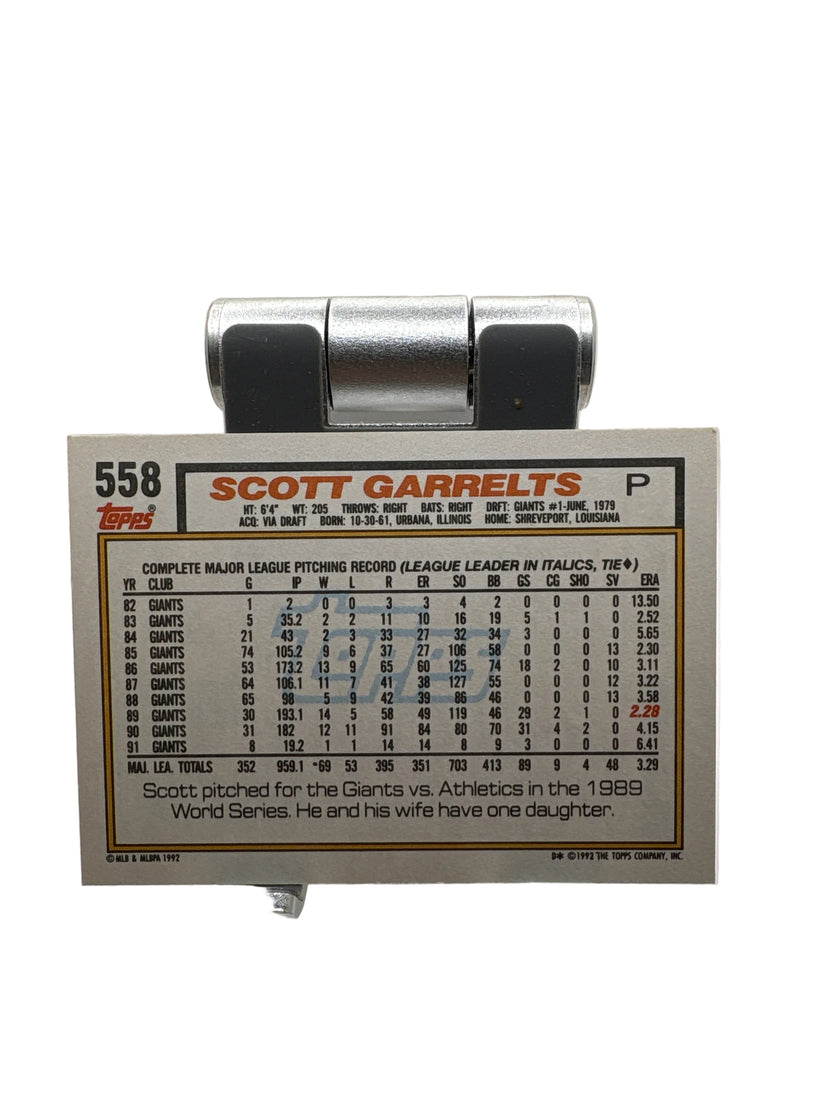 558
SCOTT GARRELTS P
topps®
HT: 6'4" WT: 205 THROWS: RIGHT BATS: RIGHT DRFT: GIANTS #1-JUNE, 1979
ACQ: VIA DRAFT BORN: 10-30-61, URBANA, ILLINOIS HOME: SHREVEPORT, LOUISIANA
COMPLETE MAJOR LEAGUE PITCHING RECORD (LEAGUE LEADER IN ITALICS, TIE♦)
YR CLUB G IP W L R ER SO BB GS CG SHO SV ERA
82 GIANTS 1 2 0 0 3 3 4 2 0 0 0 0 13.50
83 GIANTS 5 35.2 2 2 11 10 16 19 5 1 1 0 2.52
84 GIANTS 21 43 2 3 33 27 32 34 3 0 0 0 5.65
85 GIANTS 74 105.2 9 6 37 27 106 58 0 0 0 13 2.30
86 GIANTS 53 173.2 13 9 65 60 125 74 18 2 0 10 3.11
87 GIANTS 64 106.1 11 7 41 38 127 55 0 0 0 12 3.22
88 GIANTS 65 98 5 9 42 39 86 46 0 0 0 13 3.58
89 GIANTS 30 193.1 14 5 58 49 119 46 29 2 1 0 2.28
90 GIANTS 31 182 12 11 91 84 80 70 31 4 2 0 4.15
91 GIANTS 8 19.2 1 1 14 14 8 9 3 0 0 0 6.41
MAJ. LEA. TOTALS 352 959.1 69 53 395 351 703 413 89 9 4 48 3.29
topps
Scott pitched for the Giants vs. Athletics in the 1989
World Series. He and his wife have one daughter.
© MLB & MLBPA 1992
D* © 1992 THE TOPPS COMPANY, INC.